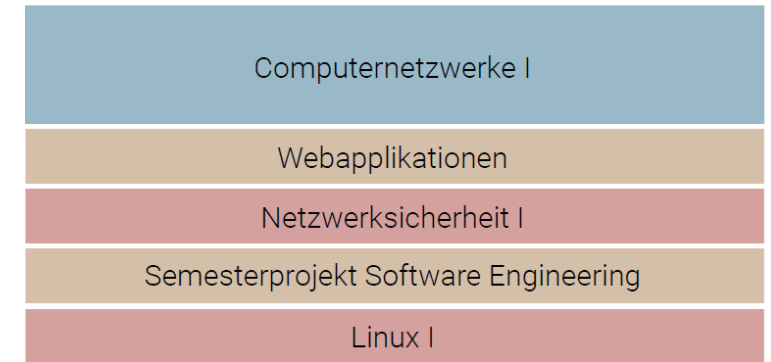 Computernetzwerke I
Webapplikationen
Netzwerksicherheit I
Semesterprojekt Software Engineering
Linux I